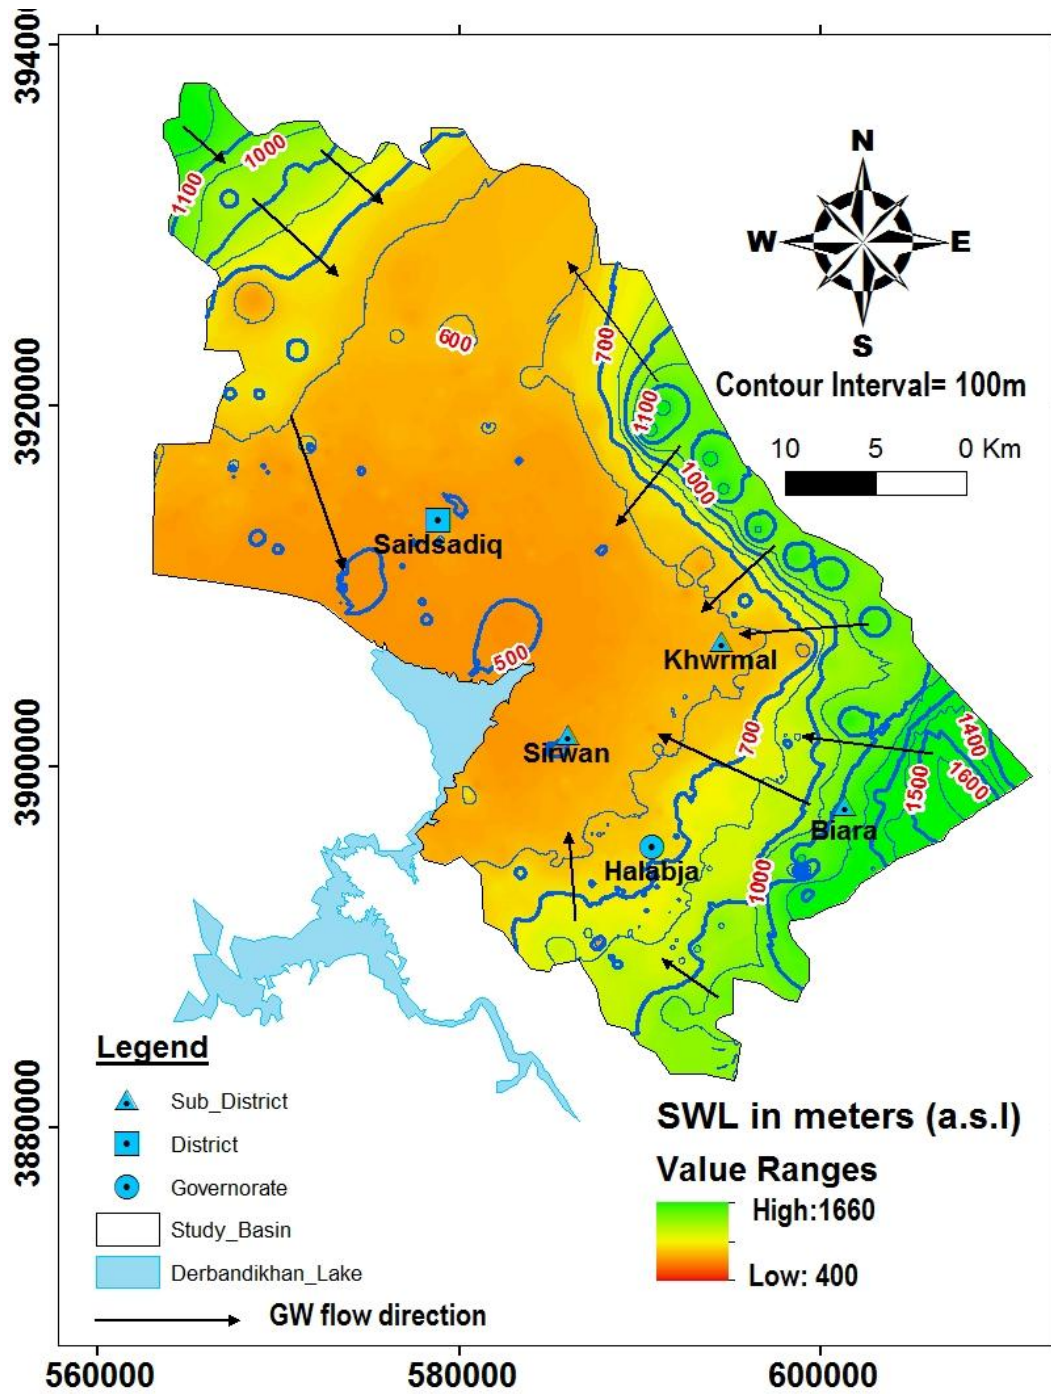 3940000
1000
1100
N
W
E
S
600
700
Contour Interval= 100m
3920000
1100
10 5 0 Km
1000
Saidsadiq
500
Khwrmal
700
1400
Sirwan
1500
1600
3900000
Biara
Halabja
1000
Legend
Sub_District
District
Governorate
Study_Basin
Derbandikhan_Lake
GW flow direction
3880000
SWL in meters (a.s.l)
Value Ranges
High:1660
Low: 400
560000 580000 600000